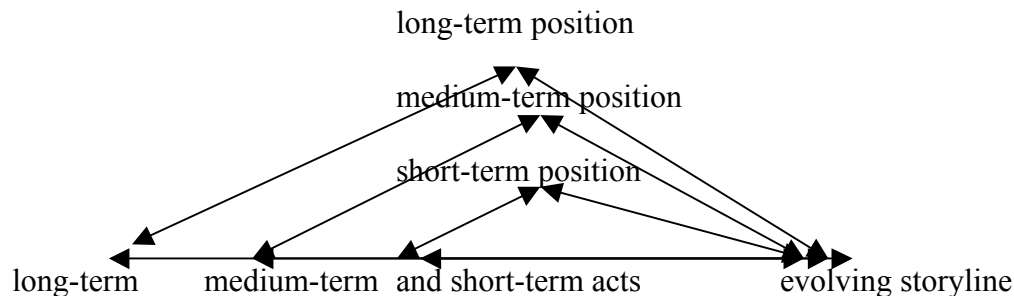 long-term position
medium-term position
short-term position
long-term medium-term and short-term acts evolving storyline